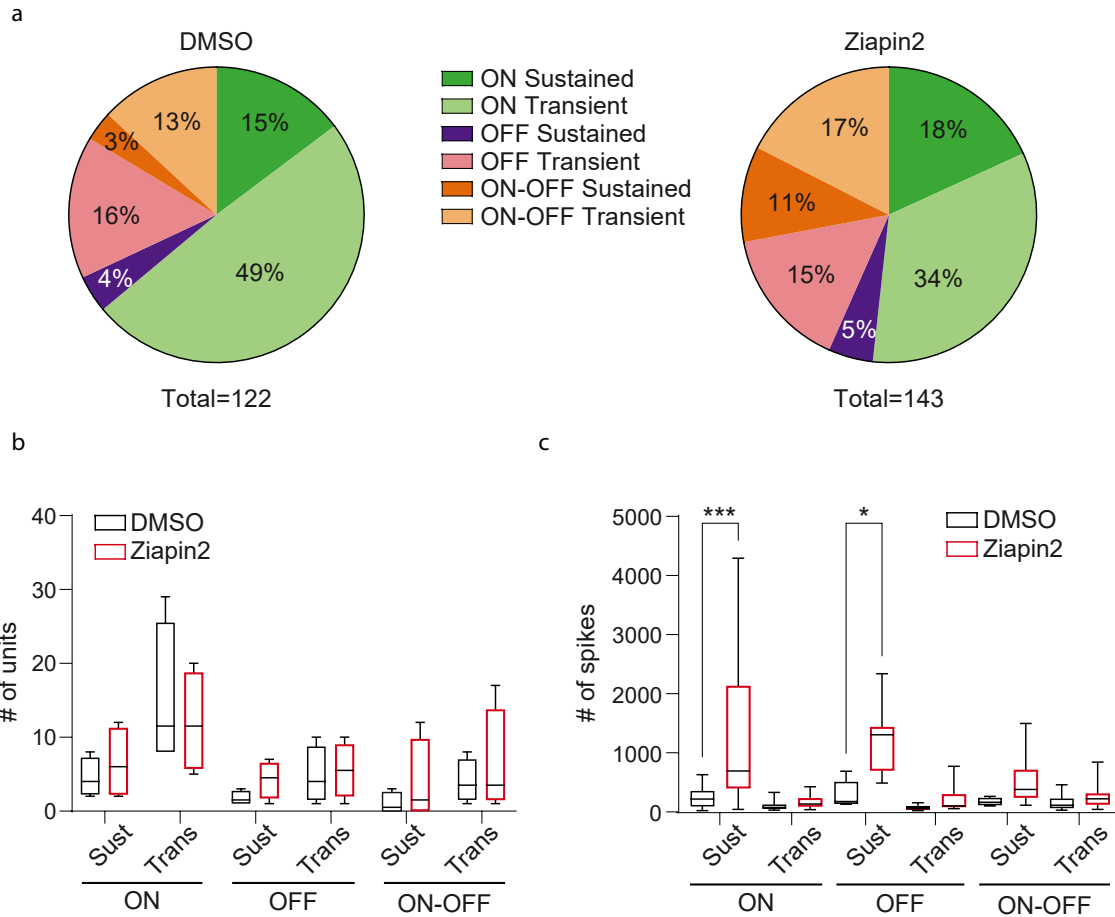 a
DMSO
Ziapin2
15%
49%
4%
16%
3%
13%
ON Sustained
ON Transient
OFF Sustained
OFF Transient
ON-OFF Sustained
ON-OFF Transient
18%
34%
5%
15%
11%
17%
Total=122
Total=143
b
# of units
40
30
20
10
0
DMSO
Ziapin2
Sust
Trans
Sust
Trans
Sust
Trans
ON
OFF
ON-OFF
c
# of spikes
5000
4000
3000
2000
1000
0
***
*
DMSO
Ziapin2
Sust
Trans
Sust
Trans
Sust
Trans
ON
OFF
ON-OFF